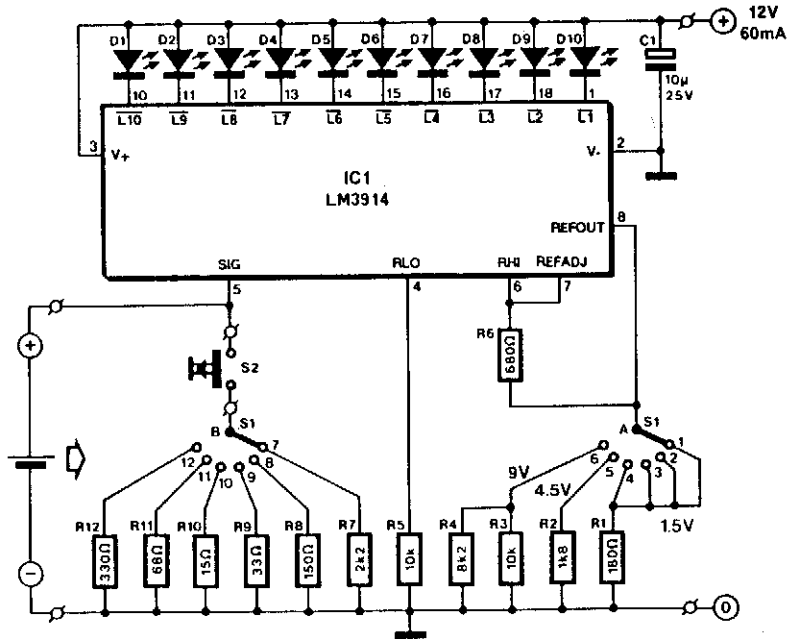 D1 D2 D3 D4 D5 D6 D7 D8 D9 D10
+ 12V
60mA
C1
10µ
25V
10 11 12 13 14 15 16 17 18 1
L10 L9 L8 L7 L6 L5 L4 L3 L2 L1
3 V+
V- 2
IC1
LM3914
REFOUT 8
SIG RLO RHI REFADJ
5 4 6 7
+
S2
R6
680Ω
B S1
7
8
9
10
11
12
A S1
1
2
3
4
5
6
9V
4.5V
1.5V
R12 R11 R10 R9 R8 R7 R5 R4 R3 R2 R1
330Ω 68Ω 15Ω 33Ω 150Ω 2k2 10k 8k2 10k 1k8 180Ω
−
0